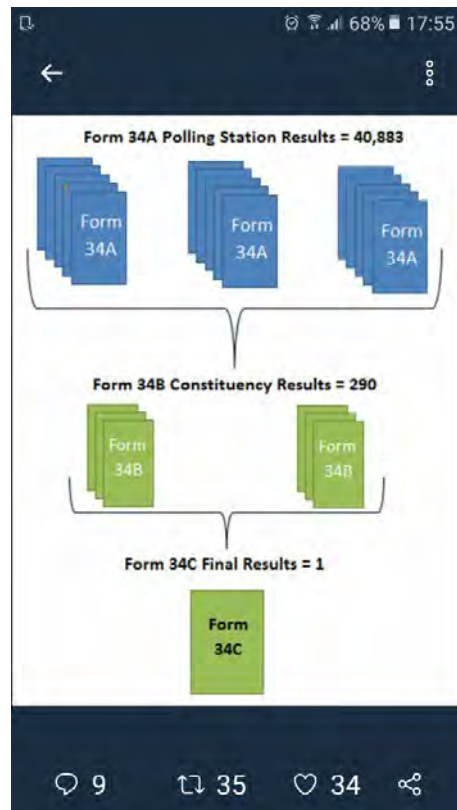 68% 17:55
Form 34A Polling Station Results = 40,883
Form
34A
Form
34A
Form
34A
Form 34B Constituency Results = 290
Form
34B
Form
34B
Form 34C Final Results = 1
Form
34C
9 35 34